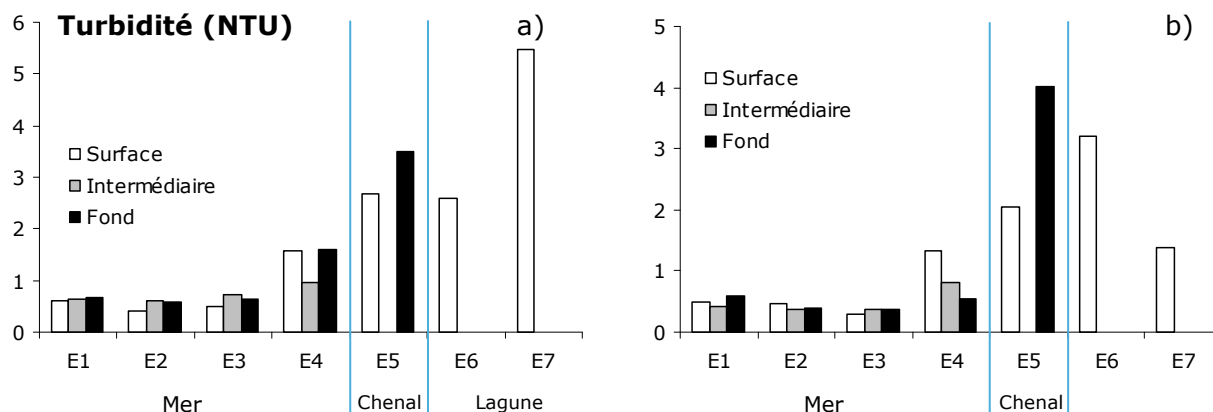 Turbidité (NTU) a)
6
5
4
3
2
1
0
Surface
Intermédiaire
Fond
E1 E2 E3 E4 E5 E6 E7
Mer Chenal Lagune
b)
5
4
3
2
1
0
Surface
Intermédiaire
Fond
E1 E2 E3 E4 E5 E6 E7
Mer Chenal Lagune